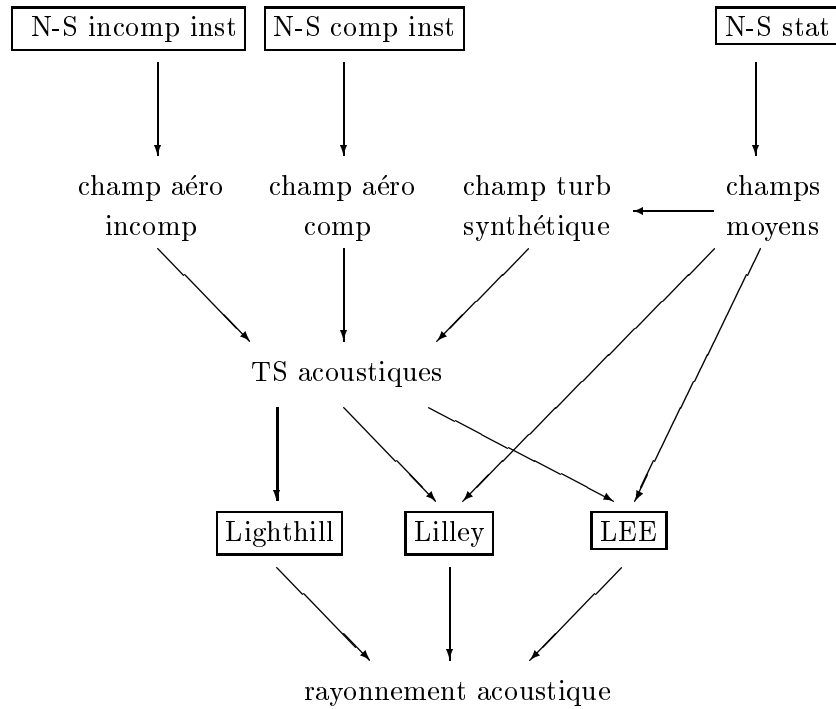 N-S incomp inst
N-S comp inst
N-S stat
champ aéro
incomp
champ aéro
comp
champ turb
synthétique
champs
moyens
TS acoustiques
Lighthill
Lilley
LEE
rayonnement acoustique